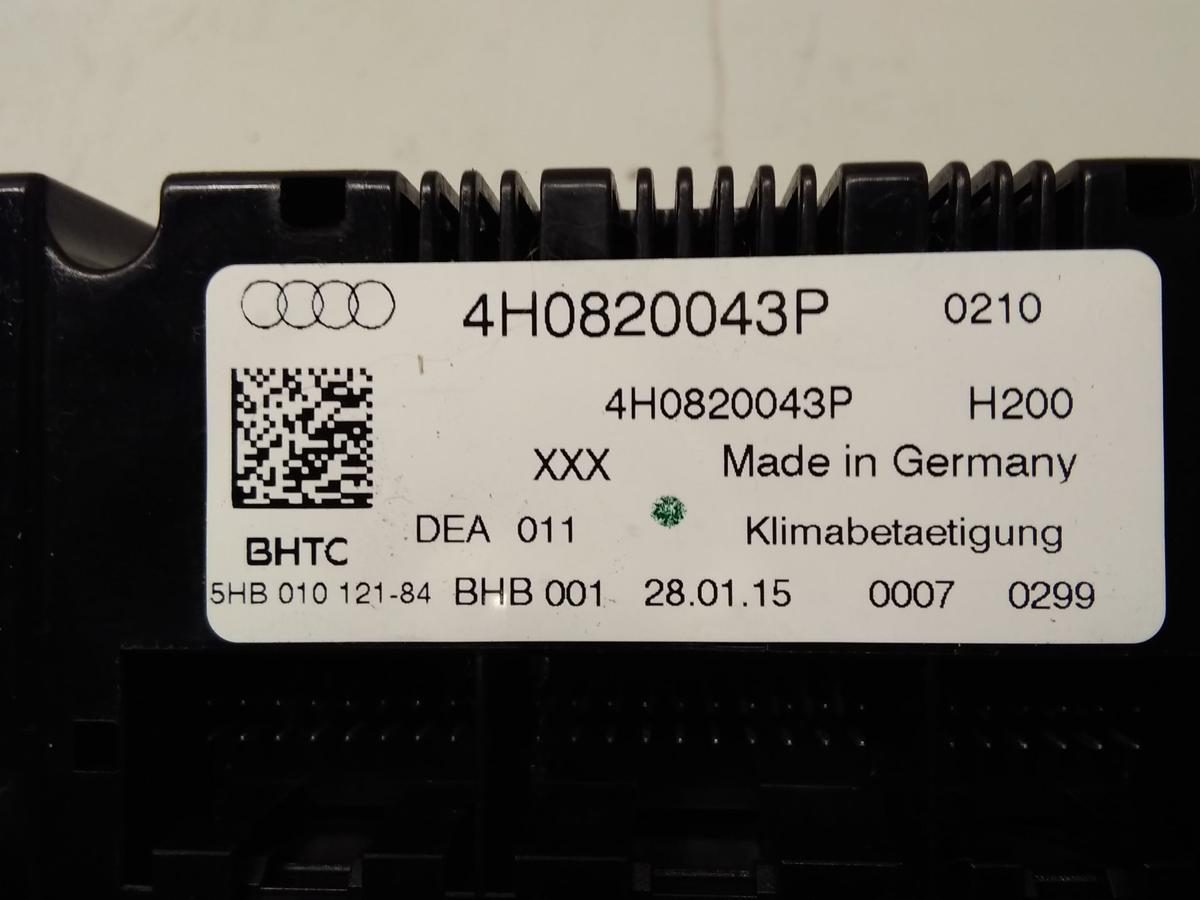 4H0820043P 0210
4H0820043P H200
XXX Made in Germany
DEA 011 Klimabetaetigung
BHTC
5HB 010 121-84 BHB 001 28.01.15 0007 0299